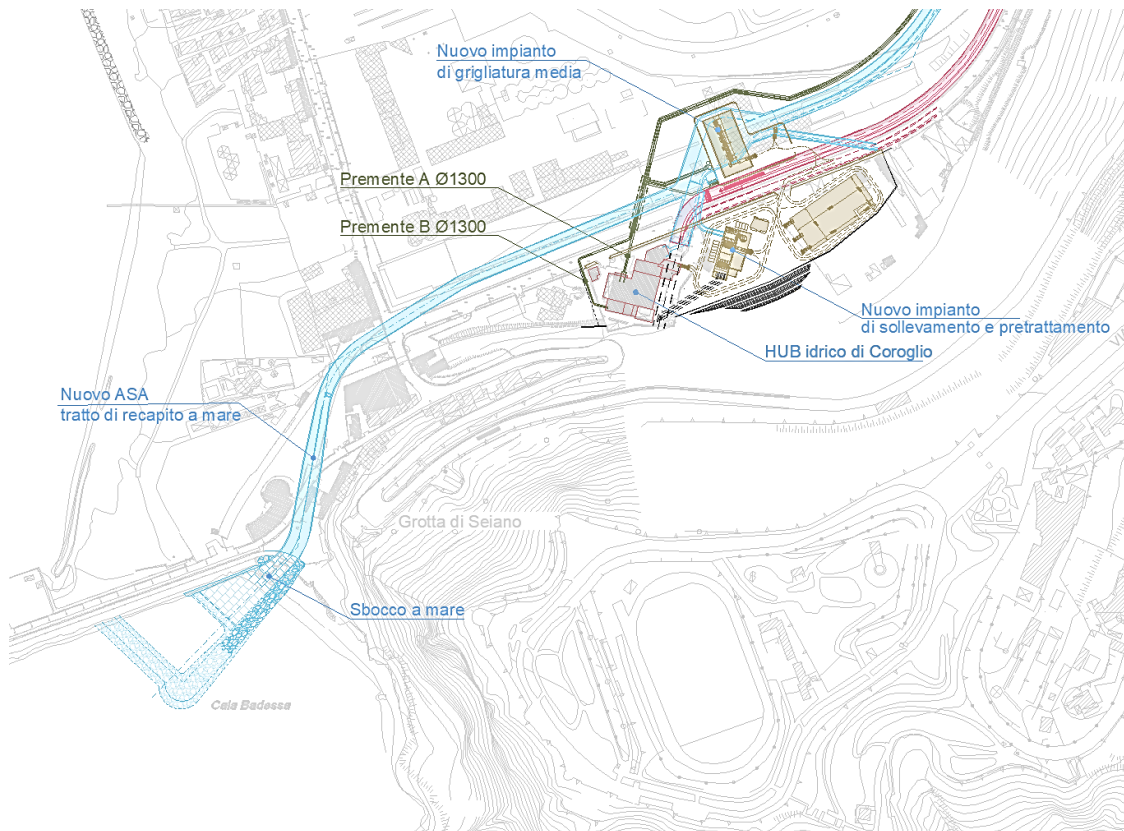 Nuovo impianto
di grigliatura media
Premente A Ø1300
Premente B Ø1300
Nuovo impianto
di sollevamento e pretrattamento
HUB idrico di Coroglio
Nuovo ASA
tratto di recapito a mare
Grotta di Seiano
Sbocco a mare
Cala Badessa